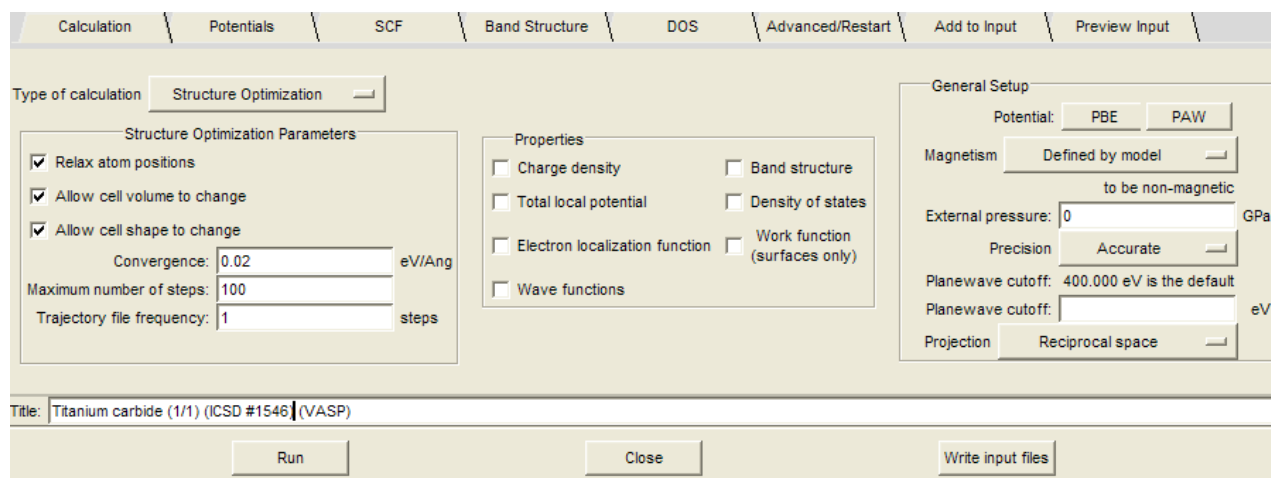 Calculation Potentials SCF Band Structure DOS Advanced/Restart Add to Input Preview Input
Type of calculation Structure Optimization
Structure Optimization Parameters
Relax atom positions
Allow cell volume to change
Allow cell shape to change
Convergence: 0.02 eV/Ang
Maximum number of steps: 100
Trajectory file frequency: 1 steps
Properties
Charge density Band structure
Total local potential Density of states
Electron localization function Work function
(surfaces only)
Wave functions
General Setup
Potential: PBE PAW
Magnetism Defined by model
to be non-magnetic
External pressure: 0 GPa
Precision Accurate
Planewave cutoff: 400.000 eV is the default
Planewave cutoff: eV
Projection Reciprocal space
Title: Titanium carbide (1/1) (ICSD #1546) (VASP)
Run Close Write input files